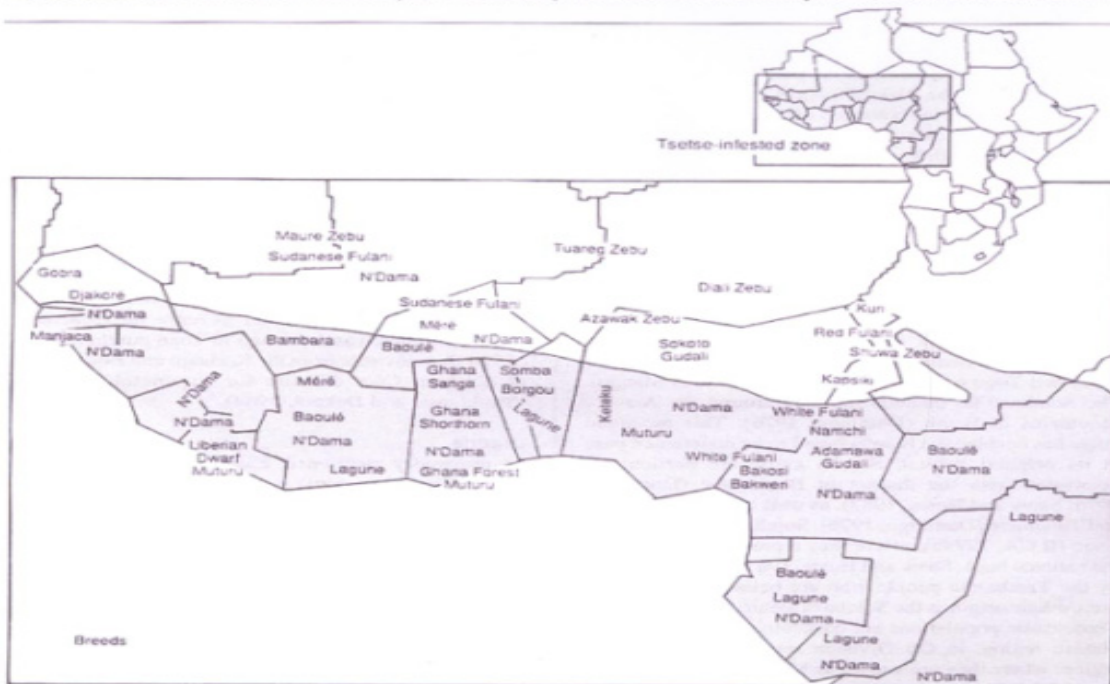 Tsetse-infested zone
Maure Zebu
Sudanese Fulani
Tuareg Zebu
N'Dama
Gobra
Diali Zebu
Djakoré
Sudanese Fulani
Kuri
N'Dama
Méré
Azawak Zebu
Red Fulani
Manjaca
Bambara
Baoulé
N'Dama
Sokoto
Gudali
Shuwa Zebu
N'Dama
Ghana
Sanga
Somba
Borgou
Kapsiki
Méré
N'Dama
Keteku
N'Dama
White Fulani
Namchi
N'Dama
Baoulé
Ghana
Shorthorn
Lagune
Muturu
Baoulé
N'Dama
Liberian
Dwarf
Muturu
N'Dama
N'Dama
White Fulani
Bakosi
Bakweri
Adamawa
Gudali
Lagune
Ghana Forest
Muturu
N'Dama
Lagune
Baoulé
Lagune
N'Dama
Lagune
N'Dama
N'Dama
Breeds